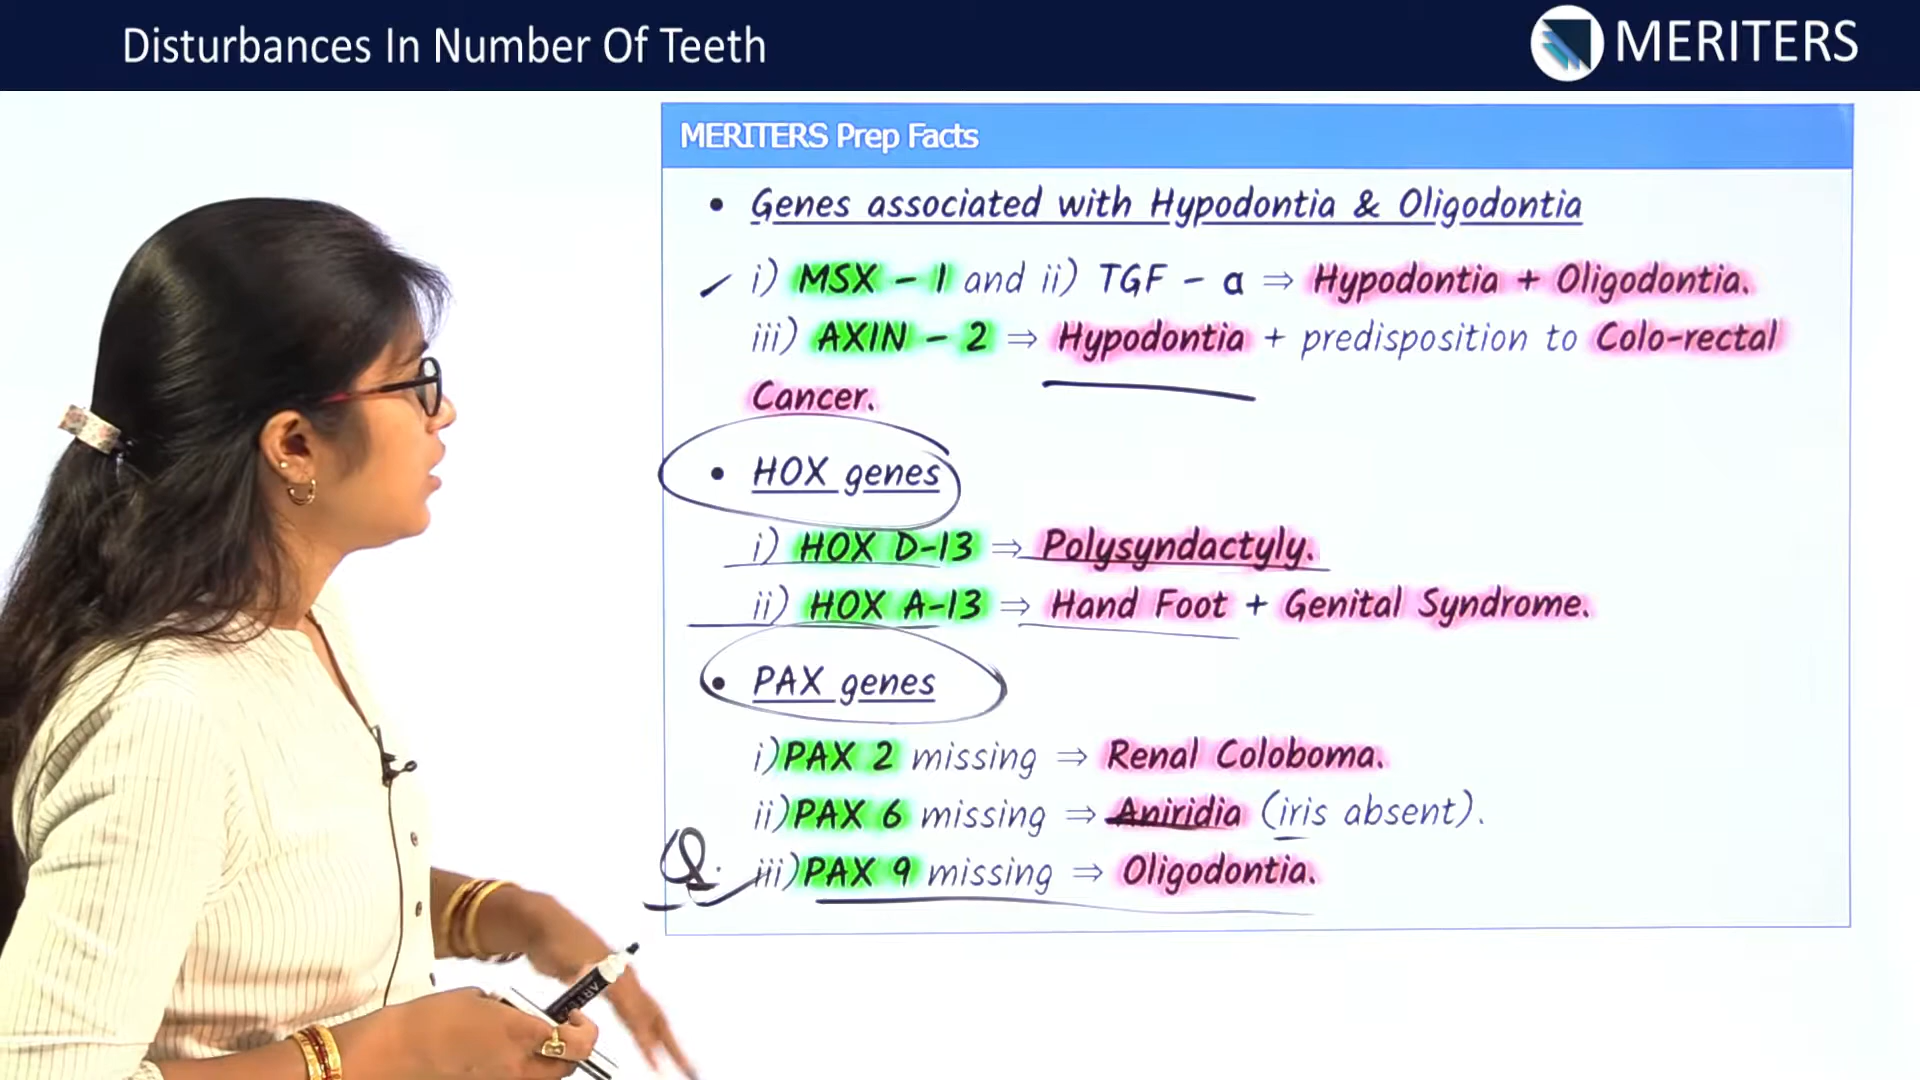 Disturbances In Number Of Teeth
MERITERS
MERITERS Prep Facts
• Genes associated with Hypodontia & Oligodontia
i) MSX - 1 and ii) TGF - α ⇒ Hypodontia + Oligodontia.
iii) AXIN - 2 ⇒ Hypodontia + predisposition to Colo-rectal
Cancer.
• HOX genes
i) HOX D-13 ⇒ Polysyndactyly.
ii) HOX A-13 ⇒ Hand Foot + Genital Syndrome.
• PAX genes
i)PAX 2 missing ⇒ Renal Coloboma.
ii)PAX 6 missing ⇒ Aniridia (iris absent).
Q. iii)PAX 9 missing ⇒ Oligodontia.